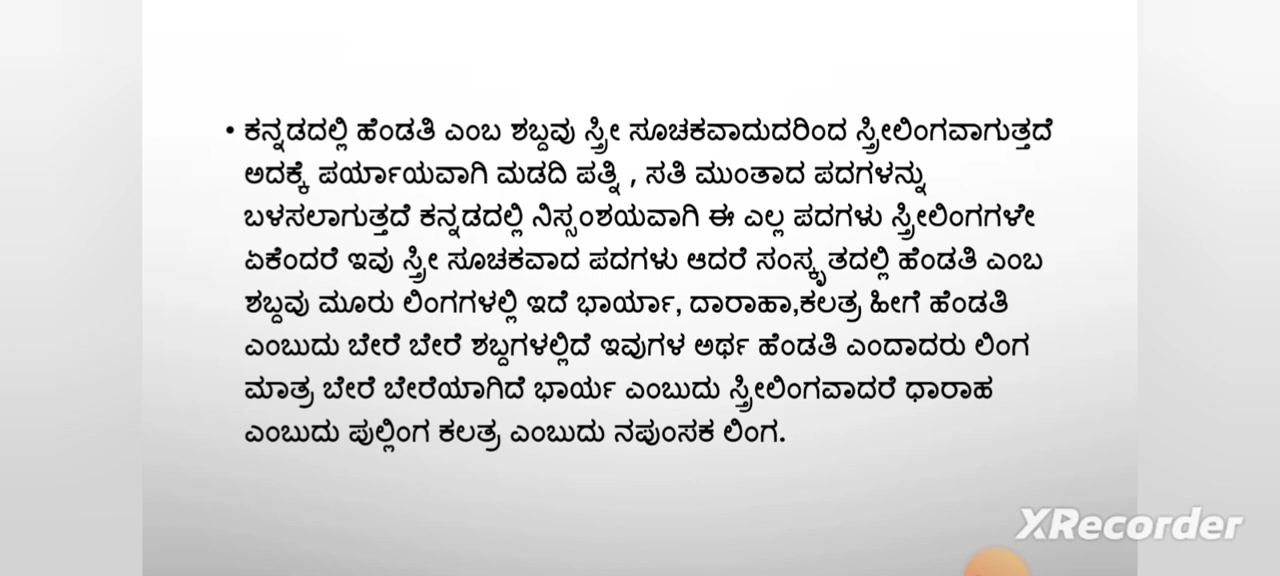 • ಕನ್ನಡದಲ್ಲಿ ಹೆಂಡತಿ ಎಂಬ ಶಬ್ದವು ಸ್ತ್ರೀ ಸೂಚಕವಾದುದರಿಂದ ಸ್ತ್ರೀಲಿಂಗವಾಗುತ್ತದೆ
ಅದಕ್ಕೆ ಪರ್ಯಾಯವಾಗಿ ಮಡದಿ ಪತ್ನಿ , ಸತಿ ಮುಂತಾದ ಪದಗಳನ್ನು
ಬಳಸಲಾಗುತ್ತದೆ ಕನ್ನಡದಲ್ಲಿ ನಿಸ್ಸಂಶಯವಾಗಿ ಈ ಎಲ್ಲ ಪದಗಳು ಸ್ತ್ರೀಲಿಂಗಗಳೇ
ಏಕೆಂದರೆ ಇವು ಸ್ತ್ರೀ ಸೂಚಕವಾದ ಪದಗಳು ಆದರೆ ಸಂಸ್ಕೃತದಲ್ಲಿ ಹೆಂಡತಿ ಎಂಬ
ಶಬ್ದವು ಮೂರು ಲಿಂಗಗಳಲ್ಲಿ ಇದೆ ಭಾರ್ಯಾ, ದಾರಾಹಾ,ಕಲತ್ರ ಹೀಗೆ ಹೆಂಡತಿ
ಎಂಬುದು ಬೇರೆ ಬೇರೆ ಶಬ್ದಗಳಲ್ಲಿದೆ ಇವುಗಳ ಅರ್ಥ ಹೆಂಡತಿ ಎಂದಾದರು ಲಿಂಗ
ಮಾತ್ರ ಬೇರೆ ಬೇರೆಯಾಗಿದೆ ಭಾರ್ಯ ಎಂಬುದು ಸ್ತ್ರೀಲಿಂಗವಾದರೆ ಧಾರಾಹ
ಎಂಬುದು ಪುಲ್ಲಿಂಗ ಕಲತ್ರ ಎಂಬುದು ನಪುಂಸಕ ಲಿಂಗ.
XRecorder